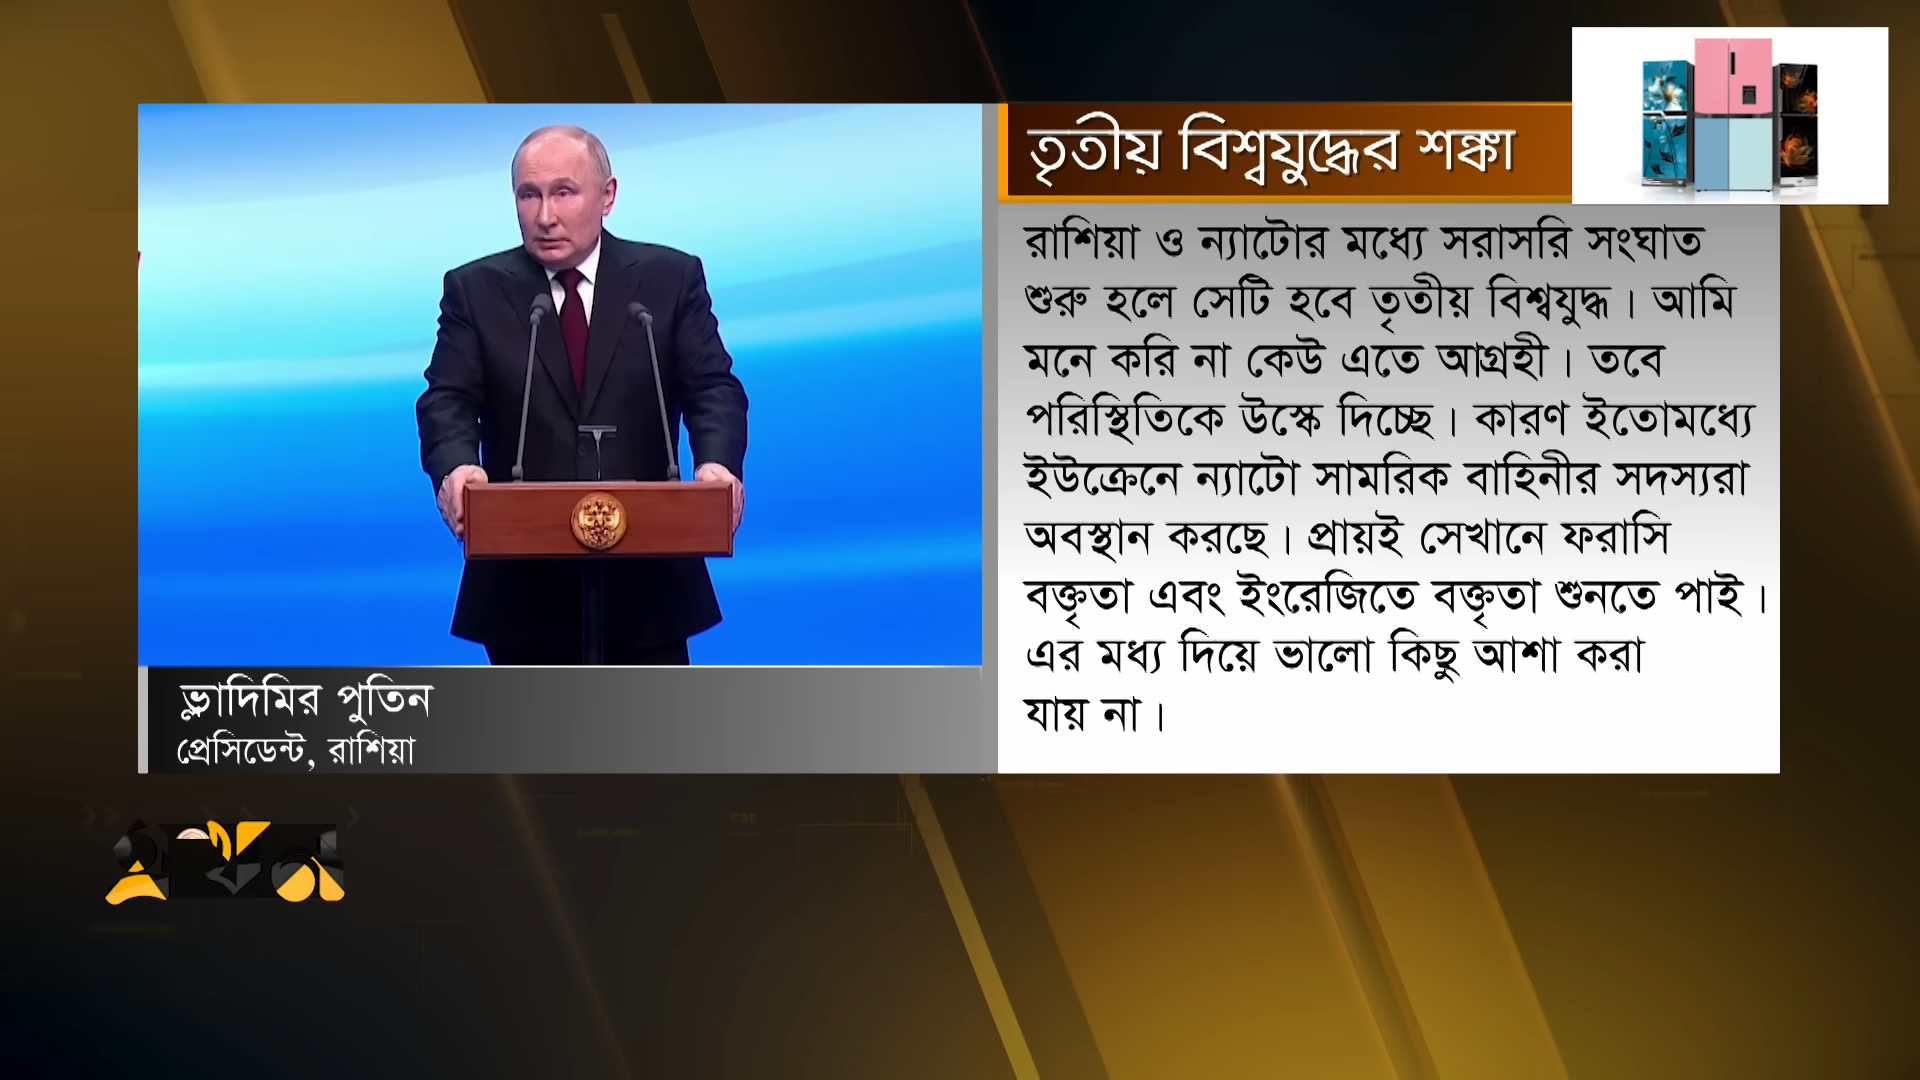 তৃতীয় বিশ্বযুদ্ধের শঙ্কা
রাশিয়া ও ন্যাটোর মধ্যে সরাসরি সংঘাত
শুরু হলে সেটি হবে তৃতীয় বিশ্বযুদ্ধ। আমি
মনে করি না কেউ এতে আগ্রহী। তবে
পরিস্থিতিকে উস্কে দিচ্ছে। কারণ ইতোমধ্যে
ইউক্রেনে ন্যাটো সামরিক বাহিনীর সদস্যরা
অবস্থান করছে। প্রায়ই সেখানে ফরাসি
বক্তৃতা এবং ইংরেজিতে বক্তৃতা শুনতে পাই।
এর মধ্য দিয়ে ভালো কিছু আশা করা
যায় না।
ভ্লাদিমির পুতিন
প্রেসিডেন্ট, রাশিয়া